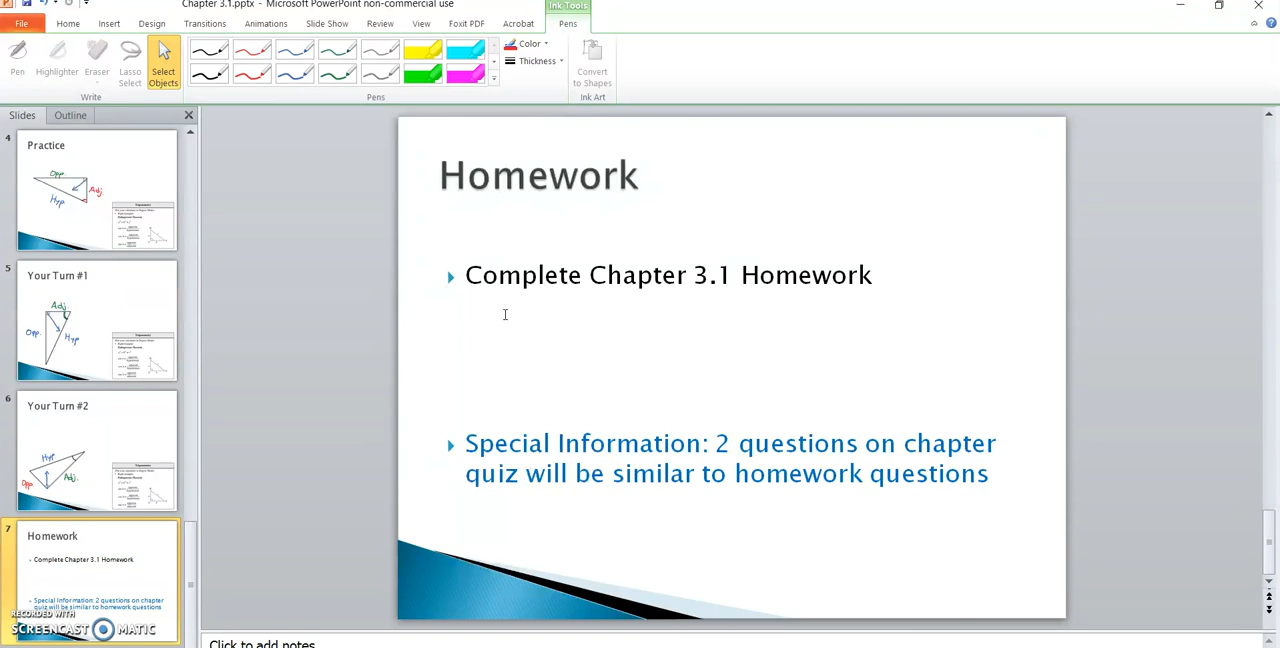 Chapter 3.1.pptx - Microsoft PowerPoint non-commercial use
Ink Tools
File Home Insert Design Transitions Animations Slide Show Review View Foxit PDF Acrobat Pens
Pen Highlighter Eraser Lasso Select Select Objects
Color
Thickness
Convert to Shapes
Write Pens Ink Art
Slides Outline
4
Practice
Opp.
Adj.
Hyp.
5
Your Turn #1
Adj.
Opp.
Hyp
6
Your Turn #2
Hyp
Opp
Adj.
7
Homework
Complete Chapter 3.1 Homework
Special Information: 2 questions on chapter
quiz will be similar to homework questions
RECORDED WITH
SCREENCAST MATIC
Homework
Complete Chapter 3.1 Homework
Special Information: 2 questions on chapter
quiz will be similar to homework questions
Click to add notes